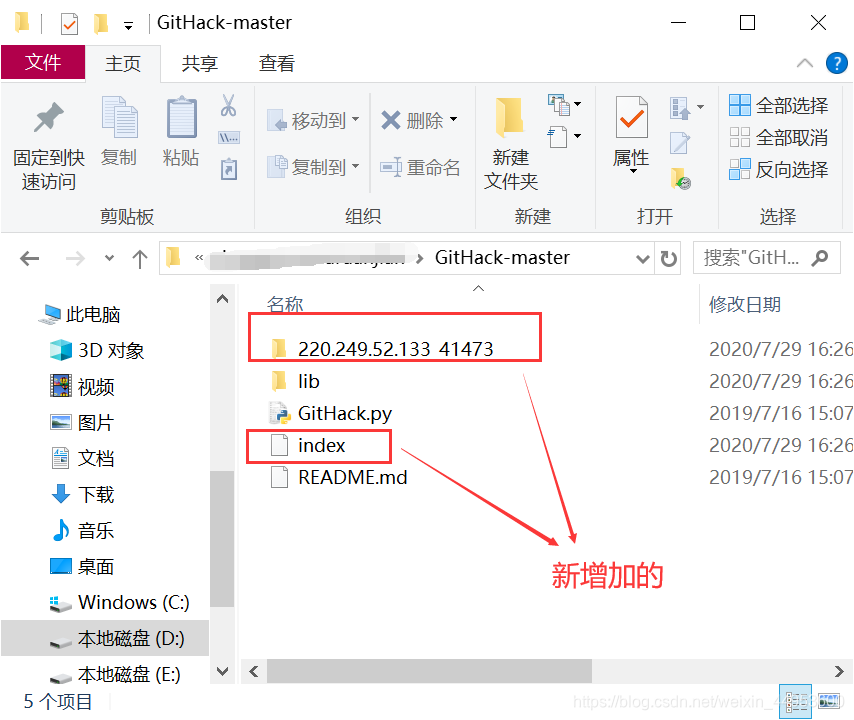 GitHack-master
文件 主页 共享 查看
固定到快速访问
复制
粘贴
剪贴板
移动到
复制到
删除
重命名
组织
新建
文件夹
新建
属性
打开
全部选择
全部取消
反向选择
选择
« GitHack-master
搜索"GitH...
此电脑
3D 对象
视频
图片
文档
下载
音乐
桌面
Windows (C:)
本地磁盘 (D:)
本地磁盘 (E:)
名称 修改日期
220.249.52.133_41473 2020/7/29 16:26
lib 2020/7/29 16:26
GitHack.py 2019/7/16 15:07
index 2020/7/29 16:26
README.md 2019/7/16 15:07
新增加的
5 个项目